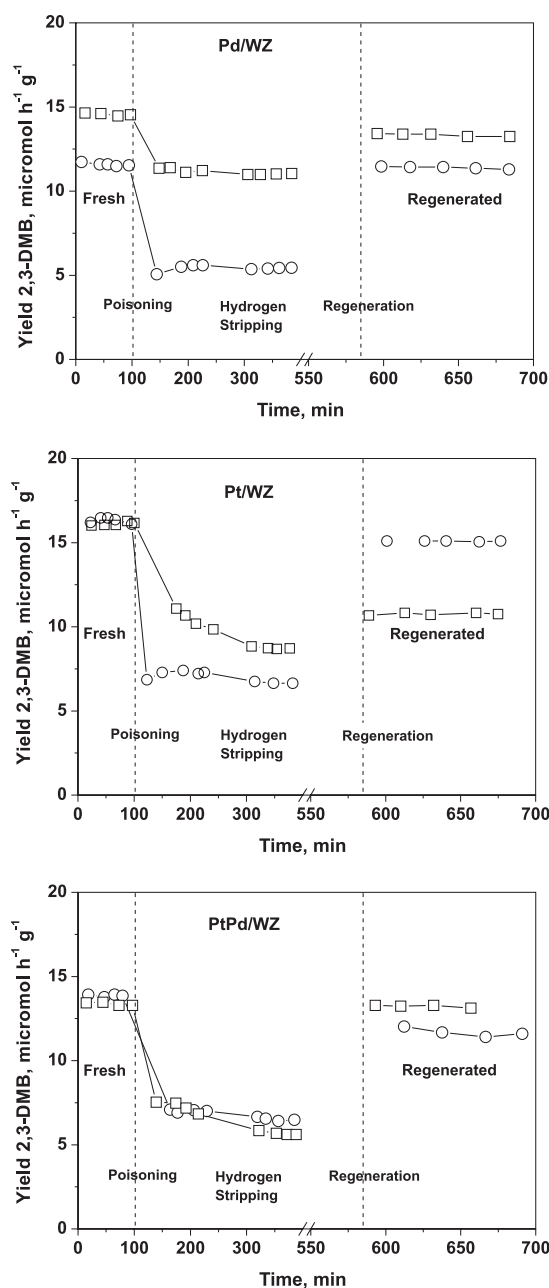 20
Pd/WZ
15
10
5
0
Yield 2,3-DMB, micromol h⁻¹ g⁻¹
Fresh
Regenerated
Poisoning
Hydrogen
Stripping
Regeneration
0 100 200 300 550 600 650 700
Time, min
20
Pt/WZ
15
10
5
0
Yield 2,3-DMB, micromol h⁻¹ g⁻¹
Fresh
Regenerated
Poisoning
Hydrogen
Stripping
Regeneration
0 100 200 300 550 600 650 700
Time, min
20
PtPd/WZ
15
10
5
0
Yield 2,3-DMB, micromol h⁻¹ g⁻¹
Fresh
Regenerated
Poisoning
Hydrogen
Stripping
Regeneration
0 100 200 300 550 600 650 700
Time, min